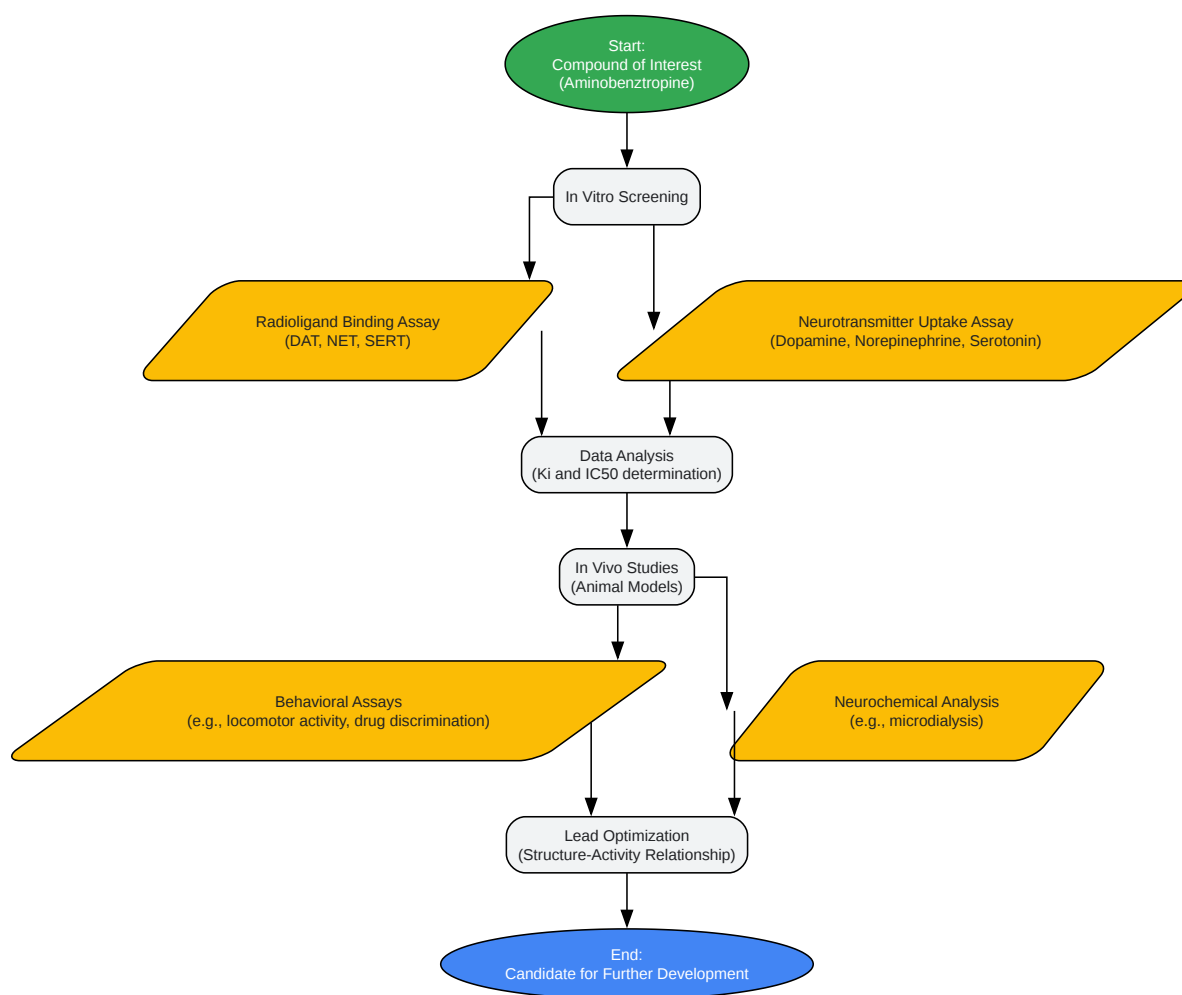 Start:
Compound of Interest
(Aminobenztropine)
In Vitro Screening
Radioligand Binding Assay
(DAT, NET, SERT)
Neurotransmitter Uptake Assay
(Dopamine, Norepinephrine, Serotonin)
Data Analysis
(Ki and IC50 determination)
In Vivo Studies
(Animal Models)
Behavioral Assays
(e.g., locomotor activity, drug discrimination)
Neurochemical Analysis
(e.g., microdialysis)
Lead Optimization
(Structure-Activity Relationship)
End:
Candidate for Further Development